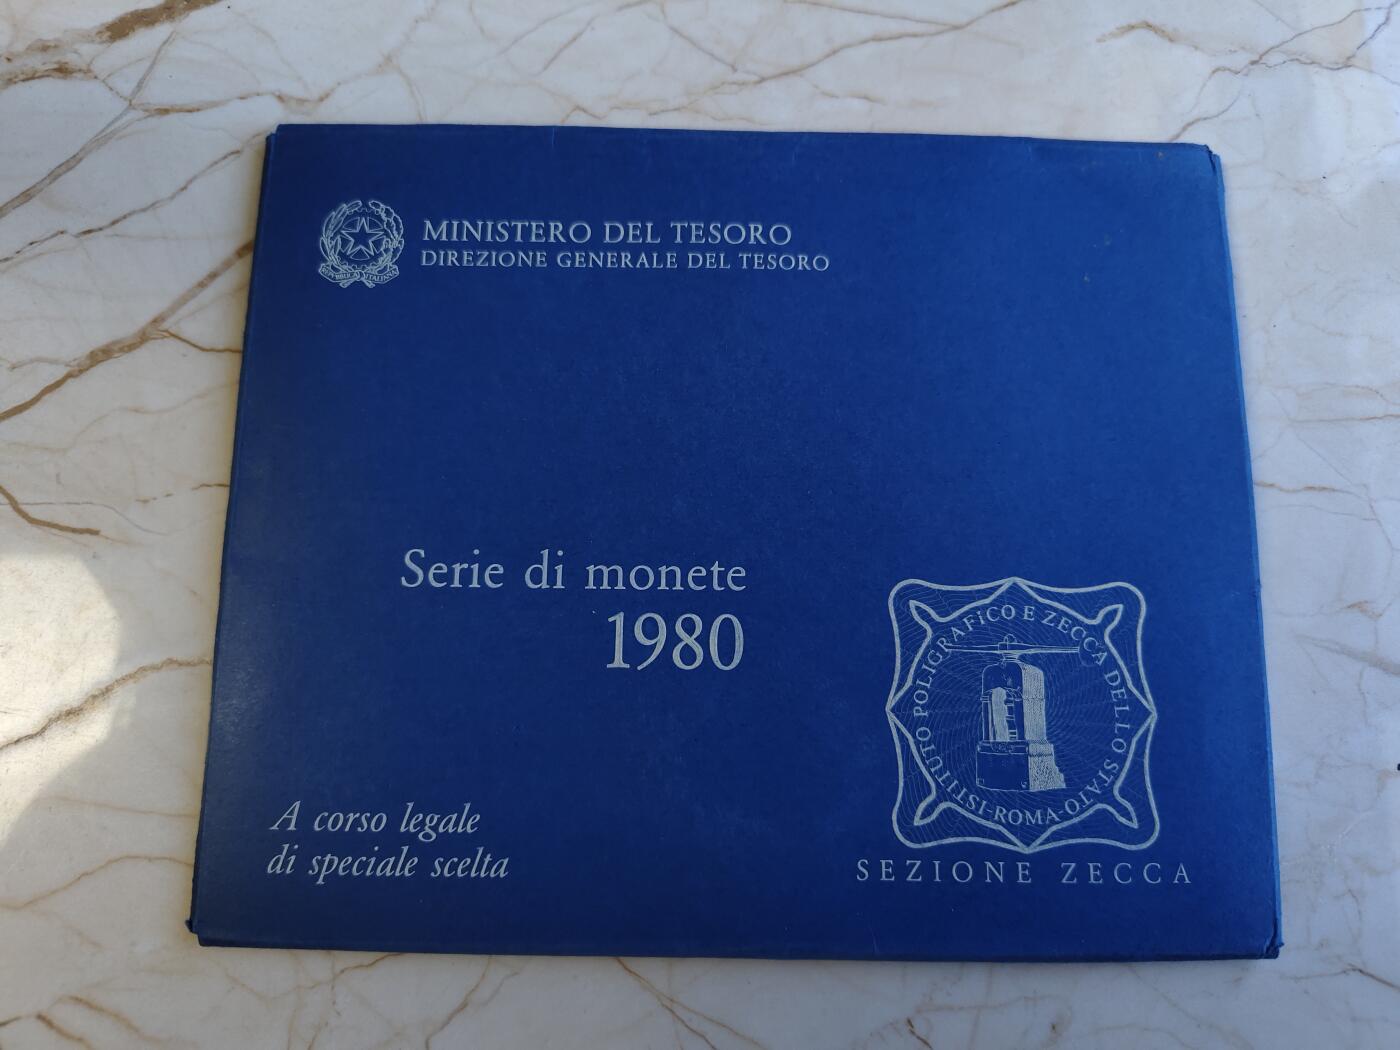 MINISTERO DEL TESORO
DIREZIONE GENERALE DEL TESORO
REPVBBLICA ITALIANA
Serie di monete
1980
A corso legale
di speciale scelta
ISTITUTO POLIGRAFICO E ZECCA DELLO STATO-ROMA-
SEZIONE ZECCA